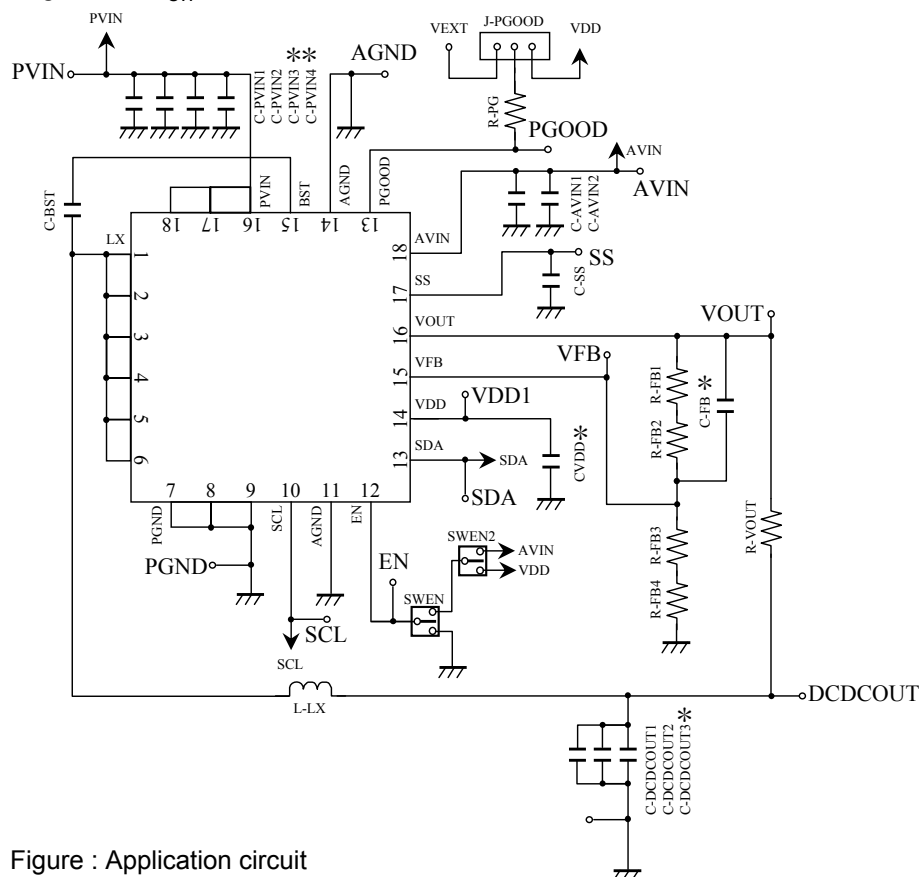 PVIN
PVIN
C-PVIN1
C-PVIN2
C-PVIN3*
C-PVIN4*
AGND
VEXT
J-PGOOD
VDD
R-PG
PGOOD
AVIN
AVIN
C-AVIN1
C-AVIN2
C-BST
PVIN
BST
AGND
PGOOD
18 17 16 15 14 13
LX
1
2
3
4
5
6
18 AVIN
17 SS
16 VOUT
15 VFB
14 VDD
13 SDA
SS
C-SS
VOUT
VFB
R-FB1
R-FB2
C-FB*
VDD1
CVDD*
SDA
SDA
R-FB3
R-FB4
R-VOUT
7 8 9 10 11 12
PGND
SCL
AGND
EN
PGND
SCL
SCL
EN
SWEN
SWEN2
AVIN
VDD
L-LX
DCDCOUT
C-DCDCOUT1
C-DCDCOUT2
C-DCDCOUT3*
Figure : Application circuit